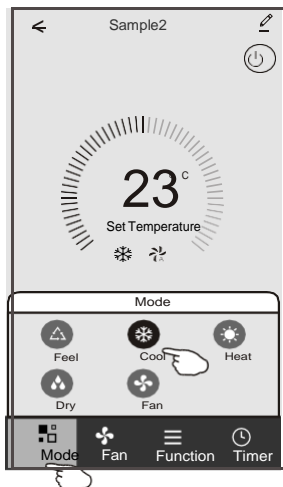 Sample2
23 c
Set Temperature
A
Mode
Feel Cool Heat
Dry Fan
Mode Fan Function Timer